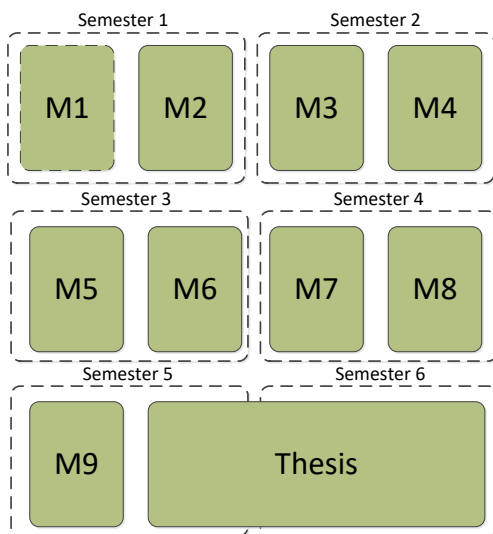 Semester 1
Semester 2
M1
M2
M3
M4
Semester 3
Semester 4
M5
M6
M7
M8
Semester 5
Semester 6
M9
Thesis